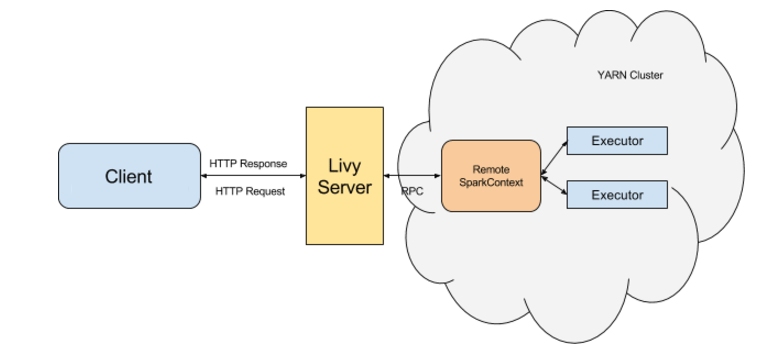 YARN Cluster
HTTP Response
HTTP Request
Client
Livy
Server
RPC
Remote
SparkContext
Executor
Executor